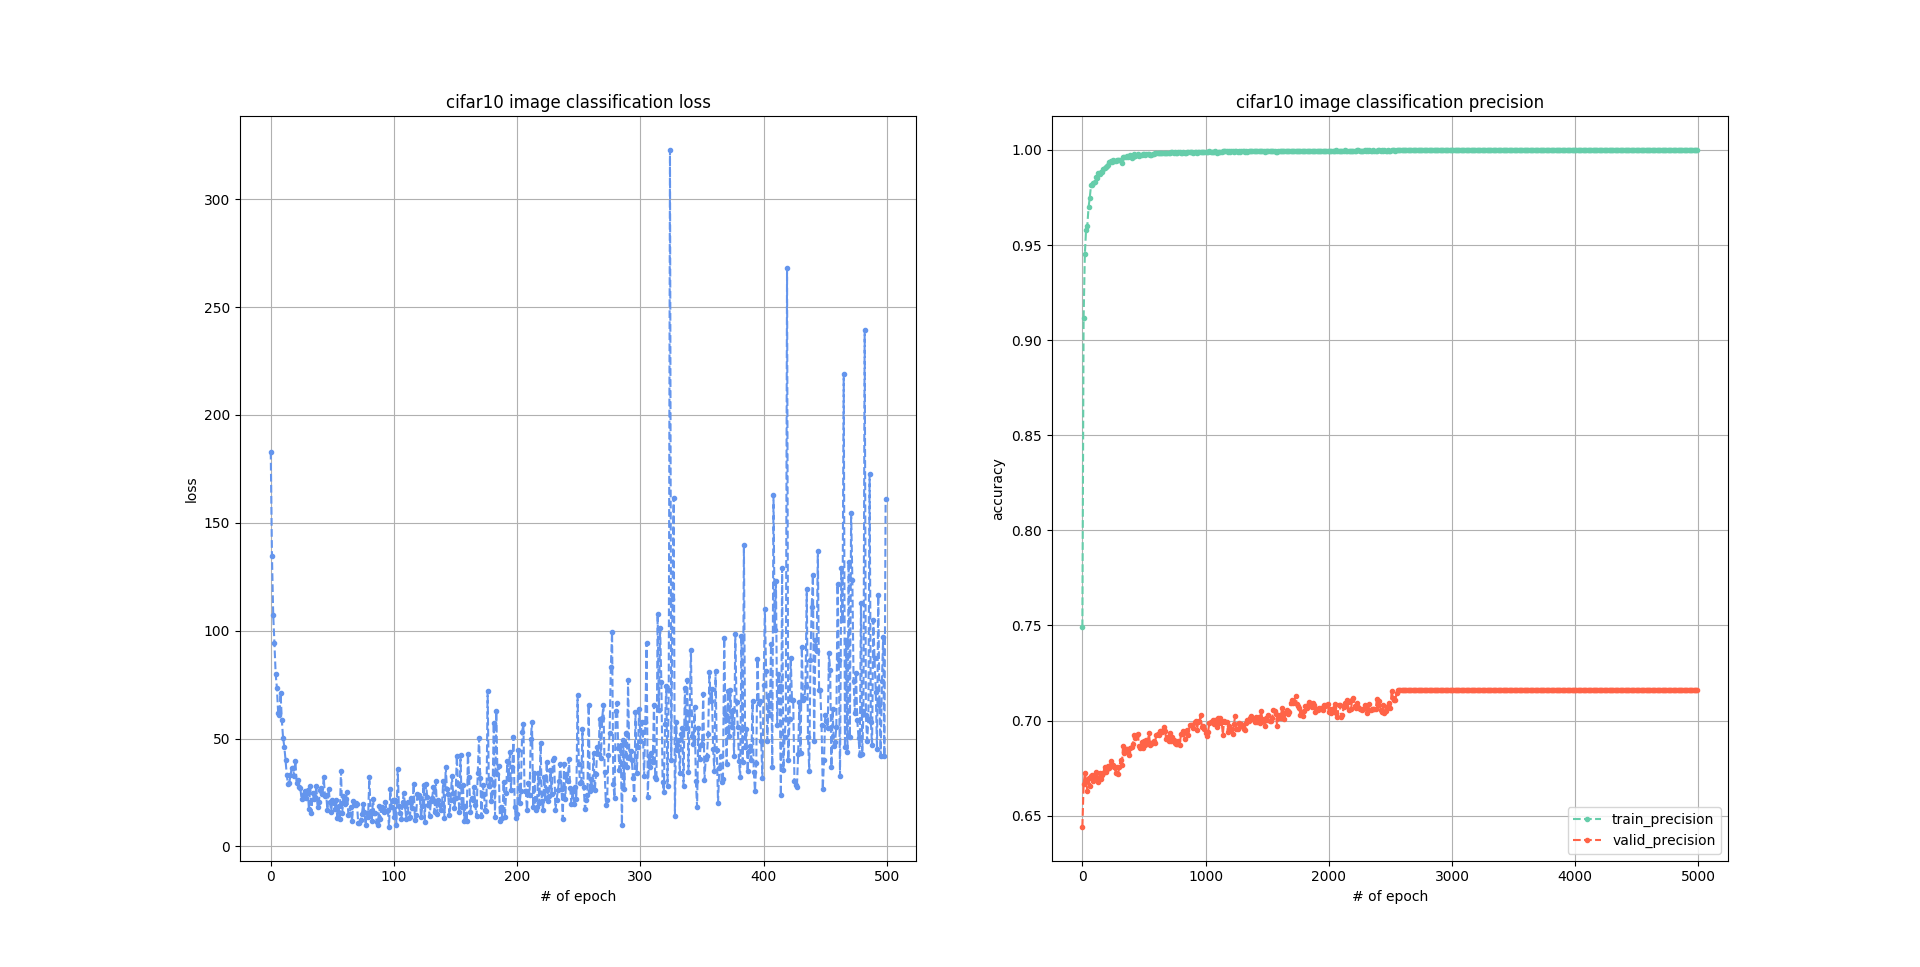 cifar10 image classification loss
loss
300
250
200
150
100
50
0
0 100 200 300 400 500
# of epoch
cifar10 image classification precision
accuracy
1.00
0.95
0.90
0.85
0.80
0.75
0.70
0.65
0 1000 2000 3000 4000 5000
# of epoch
train_precision
valid_precision